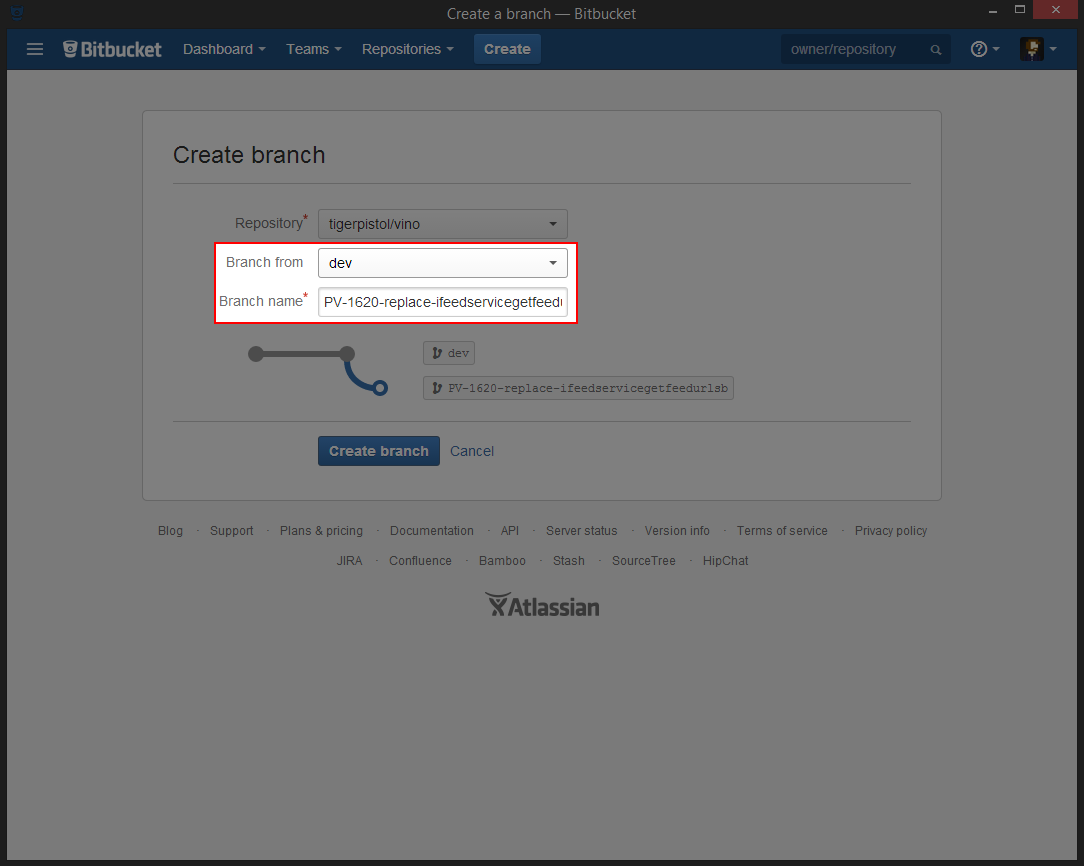 Create a branch — Bitbucket
Bitbucket Dashboard Teams Repositories Create owner/repository
Create branch
Repository* tigerpistol/vino
Branch from dev
Branch name* PV-1620-replace-ifeedservicegetfeedu
dev
PV-1620-replace-ifeedservicegetfeedurlsb
Create branch Cancel
Blog · Support · Plans & pricing · Documentation · API · Server status · Version info · Terms of service · Privacy policy
JIRA · Confluence · Bamboo · Stash · SourceTree · HipChat
Atlassian